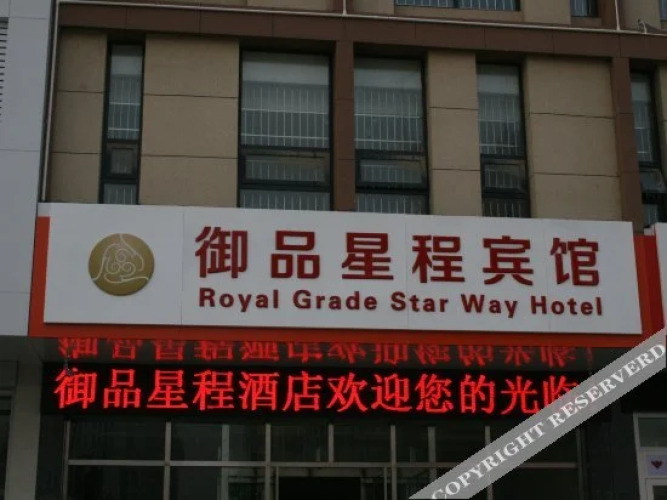 御品星程宾馆
Royal Grade Star Way Hotel
御品星程酒店欢迎您的光临
COPYRIGHT RESERVERD